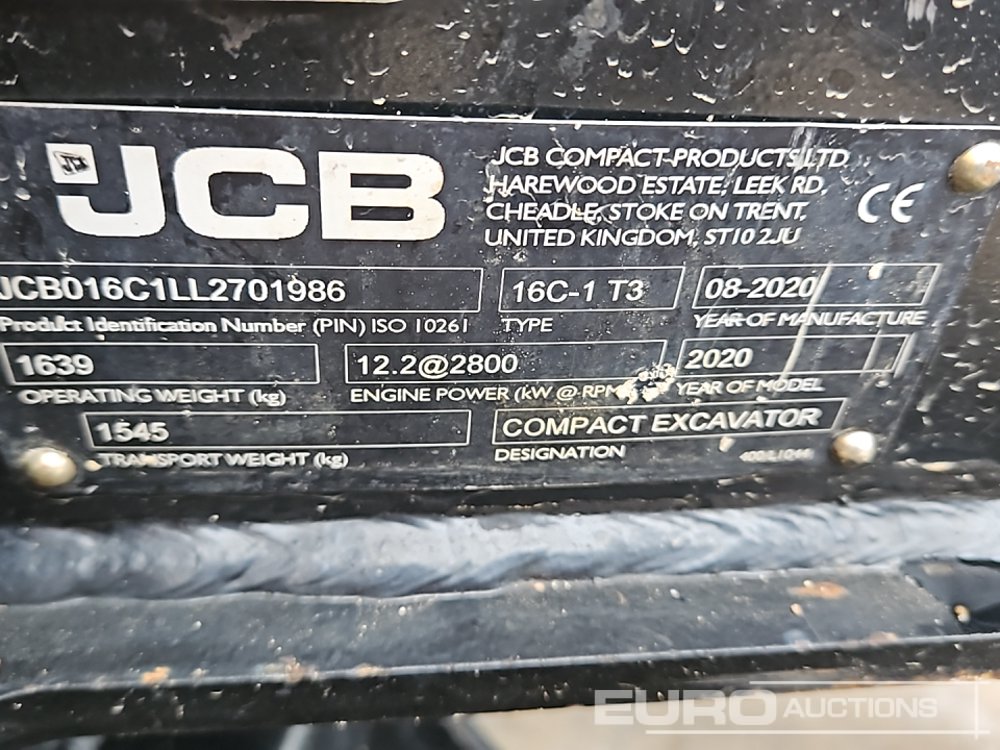 JCB
JCB COMPACT PRODUCTS LTD
HAREWOOD ESTATE, LEEK RD,
CHEADLE, STOKE ON TRENT,
UNITED KINGDOM, ST10 2JU
CE
JCB016C1LL2701986
16C-1 T3
08-2020
Product Identification Number (PIN) ISO 10261
TYPE
YEAR OF MANUFACTURE
1639
12.2@2800
2020
OPERATING WEIGHT (kg)
ENGINE POWER (kW @ RPM
YEAR OF MODEL
1545
COMPACT EXCAVATOR
TRANSPORT WEIGHT (kg)
DESIGNATION
EURO AUCTIONS